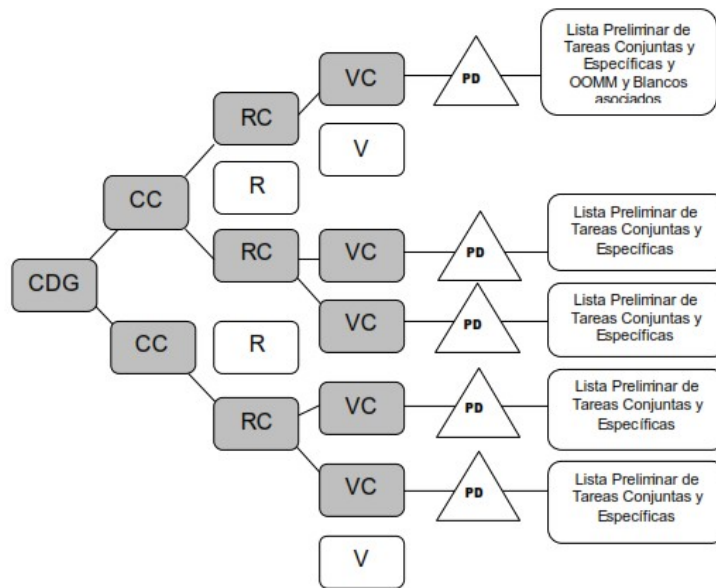 Lista Preliminar de
Tareas Conjuntas y
Específicas y
OOMM y Blancos
asociados
VC
PD
RC
V
R
CC
Lista Preliminar de
Tareas Conjuntas y
Específicas
RC
VC
PD
CDG
Lista Preliminar de
Tareas Conjuntas y
Específicas
VC
PD
CC
R
Lista Preliminar de
Tareas Conjuntas y
Específicas
VC
PD
RC
Lista Preliminar de
Tareas Conjuntas y
Específicas
VC
PD
V